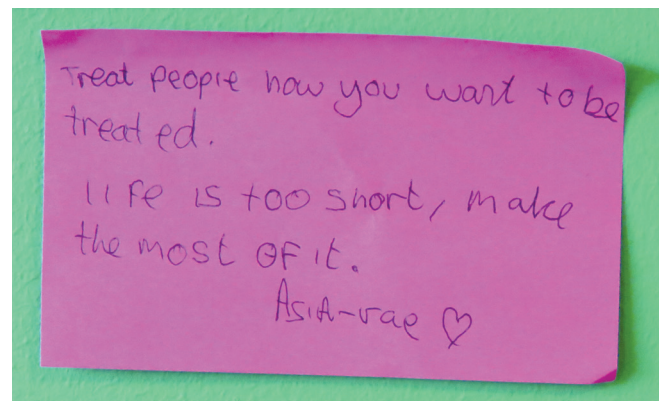 Treat people how you want to be
treated.
life is too short, make
the most of it.
Asia-rae ♡